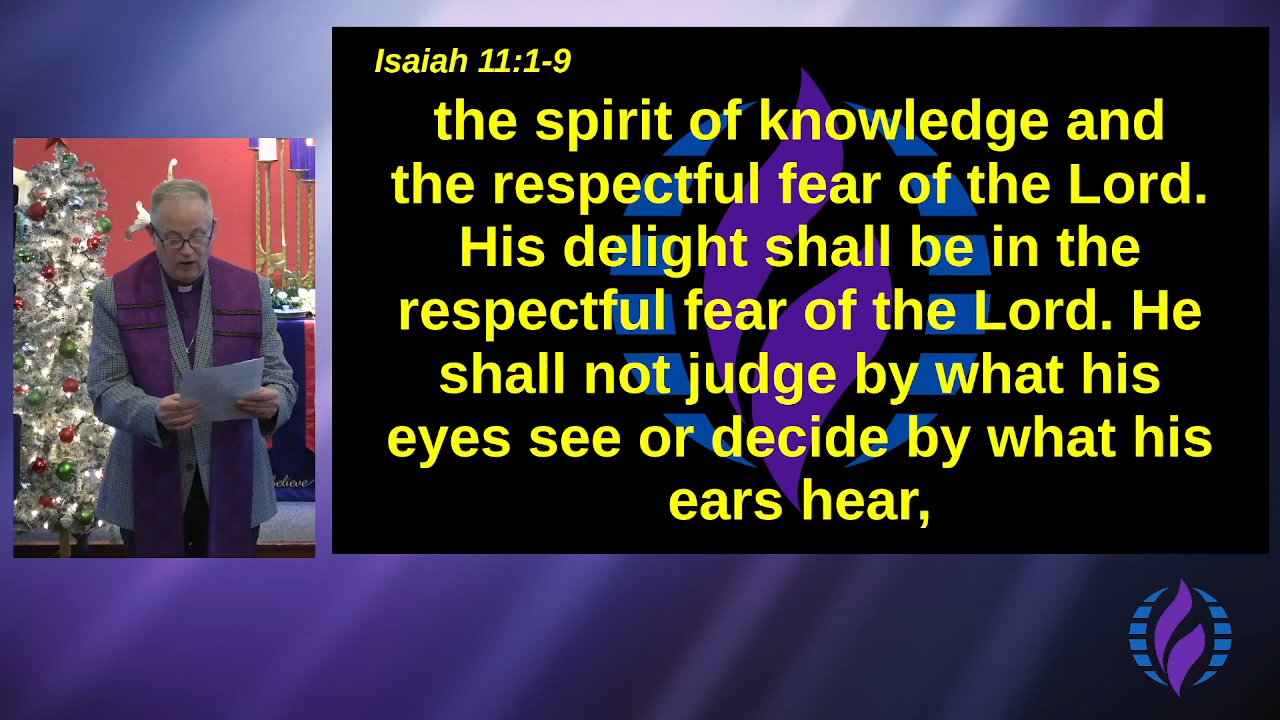 Isaiah 11:1-9
the spirit of knowledge and
the respectful fear of the Lord.
His delight shall be in the
respectful fear of the Lord. He
shall not judge by what his
eyes see or decide by what his
ears hear,
believe